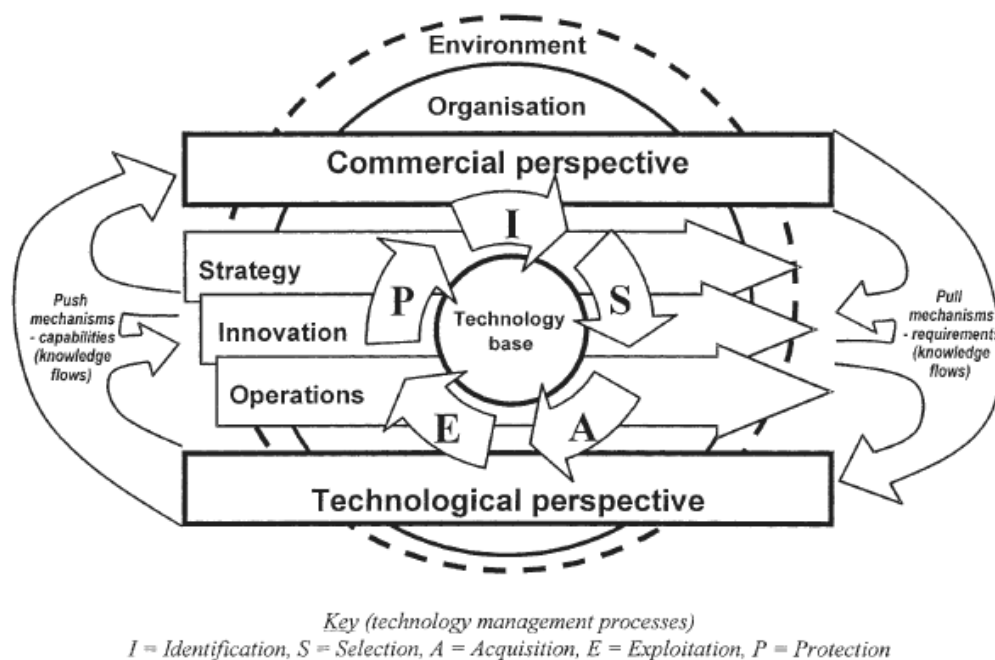 Environment
Organisation
Commercial perspective
I
Strategy
P
S
Push
mechanisms
- capabilities
(knowledge
flows)
Innovation
Technology
base
Pull
mechanisms
- requirements
(knowledge
flows)
Operations
E
A
Technological perspective
Key (technology management processes)
I = Identification, S = Selection, A = Acquisition, E = Exploitation, P = Protection